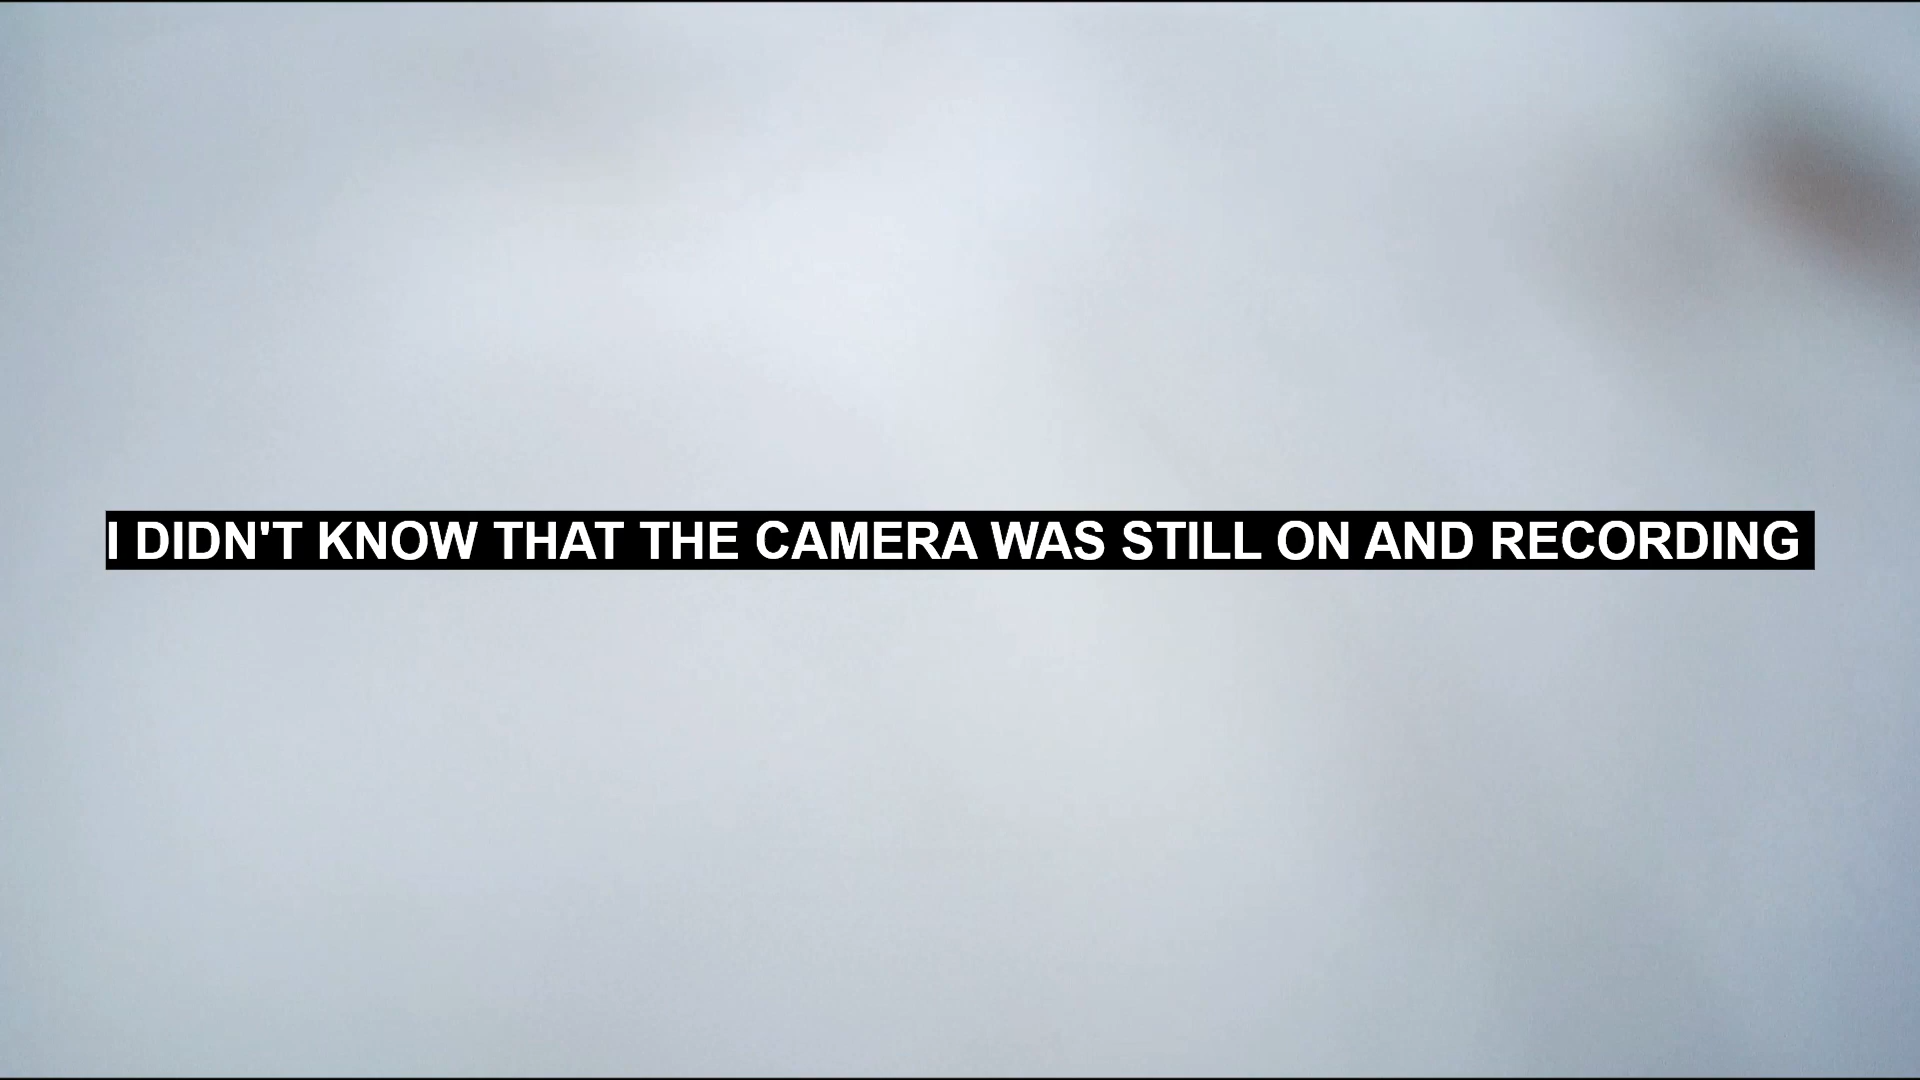 I DIDN'T KNOW THAT THE CAMERA WAS STILL ON AND RECORDING